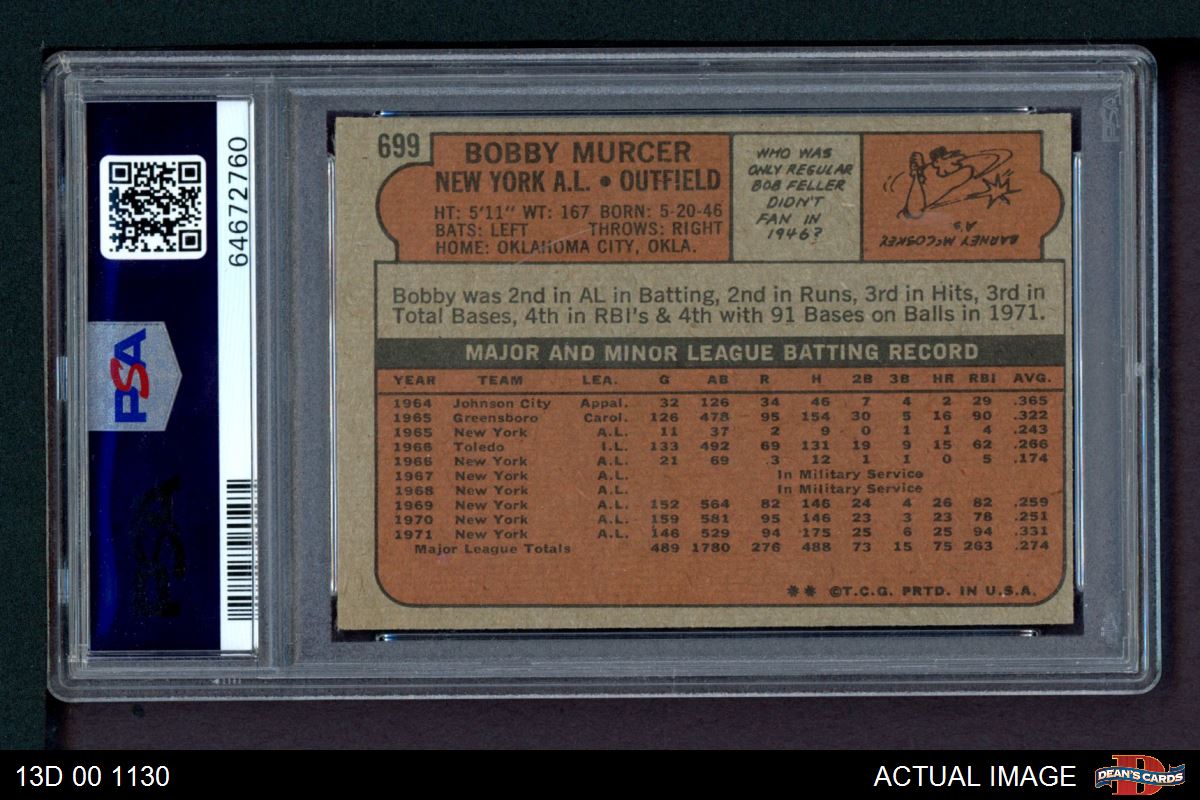 64672760
PSA
699
BOBBY MURCER
NEW YORK A.L. • OUTFIELD
HT: 5'11" WT: 167 BORN: 5-20-46
BATS: LEFT THROWS: RIGHT
HOME: OKLAHOMA CITY, OKLA.
WHO WAS
ONLY REGULAR
BOB FELLER
DIDN'T
FAN IN
1946?
BARNEY McCOSKEY
A's
Bobby was 2nd in AL in Batting, 2nd in Runs, 3rd in Hits, 3rd in
Total Bases, 4th in RBI's & 4th with 91 Bases on Balls in 1971.
MAJOR AND MINOR LEAGUE BATTING RECORD
YEAR TEAM LEA. G AB R H 2B 3B HR RBI AVG.
1964 Johnson City Appal. 32 126 34 46 7 4 2 29 .365
1965 Greensboro Carol. 126 478 95 154 30 5 16 90 .322
1965 New York A.L. 11 37 2 9 0 1 1 4 .243
1966 Toledo I.L. 133 492 69 131 19 9 15 62 .266
1966 New York A.L. 21 69 3 12 1 1 0 5 .174
1967 New York A.L. In Military Service
1968 New York A.L. In Military Service
1969 New York A.L. 152 564 82 146 24 4 26 82 .259
1970 New York A.L. 159 581 95 146 23 3 23 78 .251
1971 New York A.L. 146 529 94 175 25 6 25 94 .331
Major League Totals 489 1780 276 488 73 15 75 263 .274
** ©T.C.G. PRTD. IN U.S.A.
PSA
13D 00 1130
ACTUAL IMAGE
DEAN'S CARDS